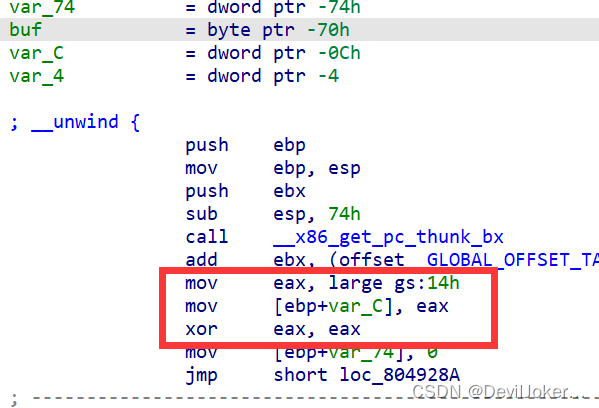 var_74 = dword ptr -74h
buf = byte ptr -70h
var_C = dword ptr -0Ch
var_4 = dword ptr -4
; __unwind {
push ebp
mov ebp, esp
push ebx
sub esp, 74h
call __x86_get_pc_thunk_bx
add ebx, (offset _GLOBAL_OFFSET_TA
mov eax, large gs:14h
mov [ebp+var_C], eax
xor eax, eax
mov [ebp+var_74], 0
jmp short loc_804928A
; ---------------------------------------------
CSDN @DevilJoker...